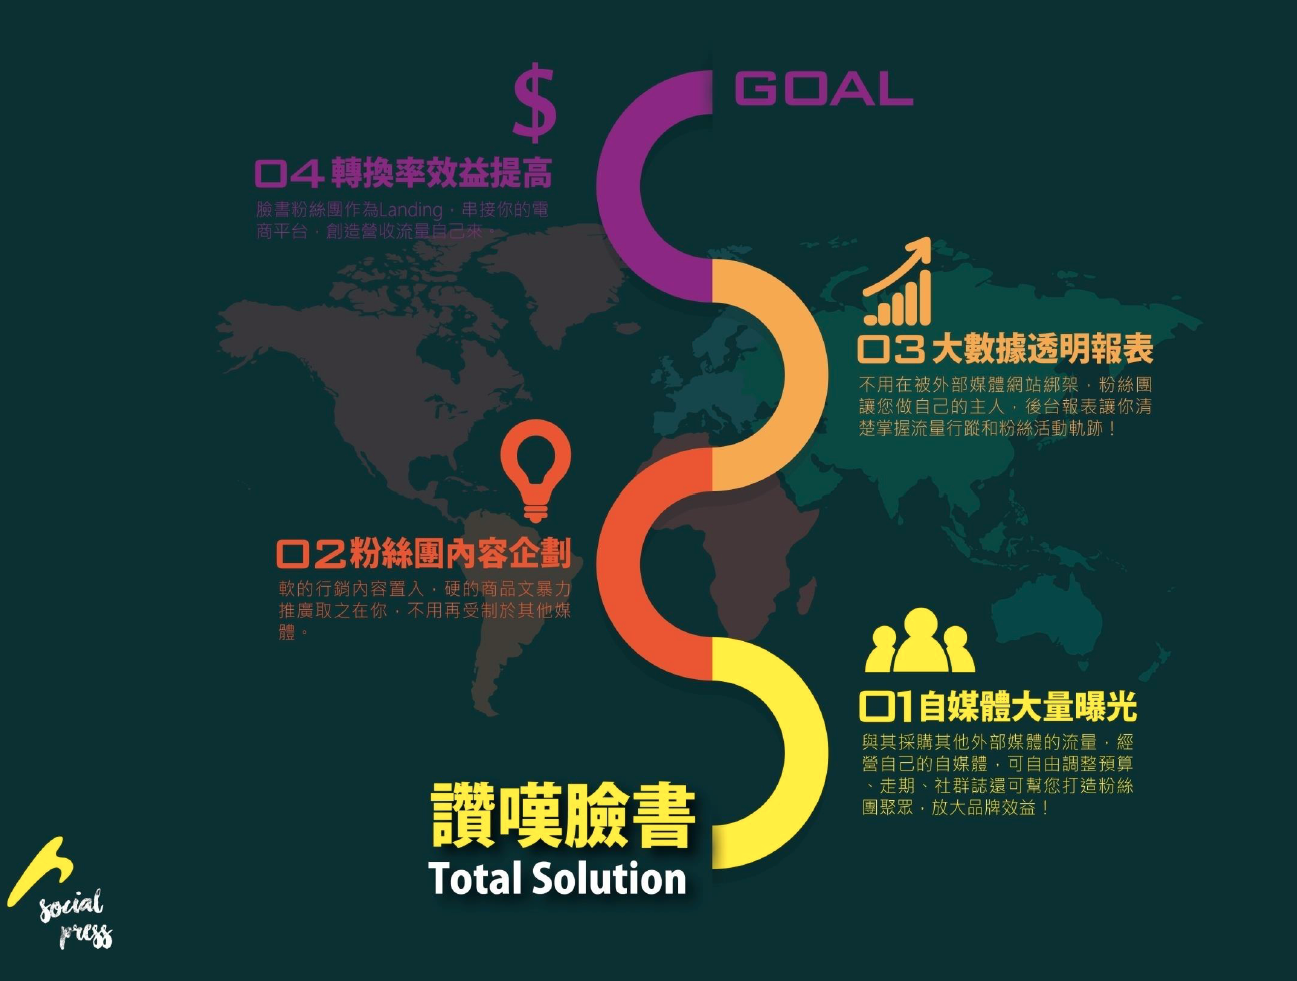 GOAL
$
04 轉換率效益提高
臉書粉絲團作為Landing，串接你的電
商平台，創造營收流量自己來。
03 大數據透明報表
不用在被外部媒體網站綁架，粉絲團
讓您做自己的主人，後台報表讓你清
楚掌握流量行蹤和粉絲活動軌跡！
02 粉絲團內容企劃
軟的行銷內容置入，硬的商品文暴力
推廣取之在你，不用再受制於其他媒
體。
01 自媒體大量曝光
與其採購其他外部媒體的流量，經
營自己的自媒體，可自由調整預算
、走期、社群誌還可幫您打造粉絲
團聚眾，放大品牌效益！
讚嘆臉書
Total Solution
social
press